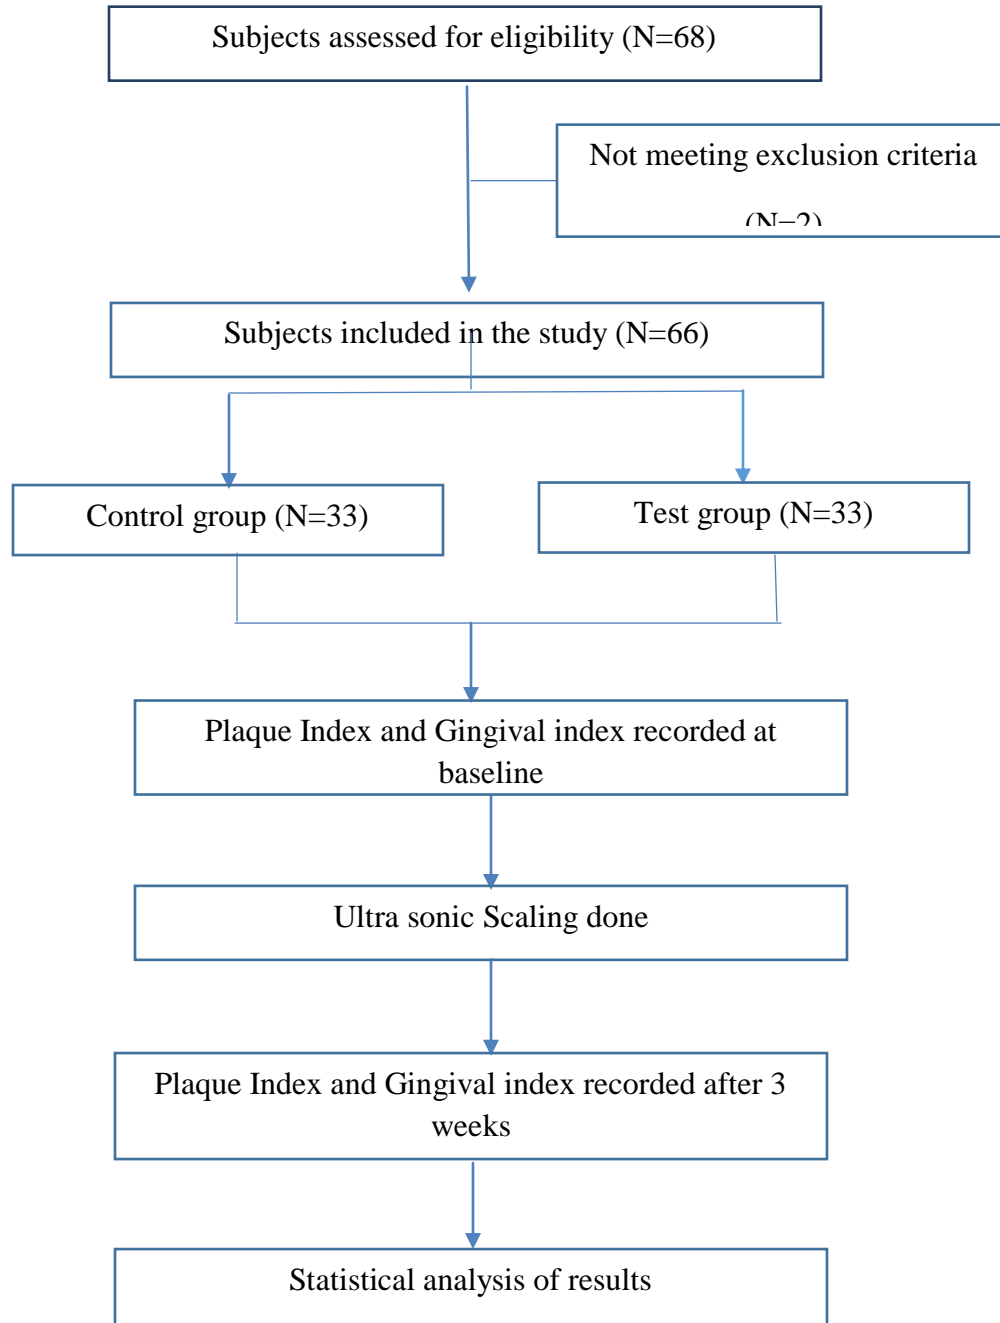 Subjects assessed for eligibility (N=68)
Not meeting exclusion criteria
(N=2)
Subjects included in the study (N=66)
Control group (N=33)
Test group (N=33)
Plaque Index and Gingival index recorded at
baseline
Ultra sonic Scaling done
Plaque Index and Gingival index recorded after 3
weeks
Statistical analysis of results